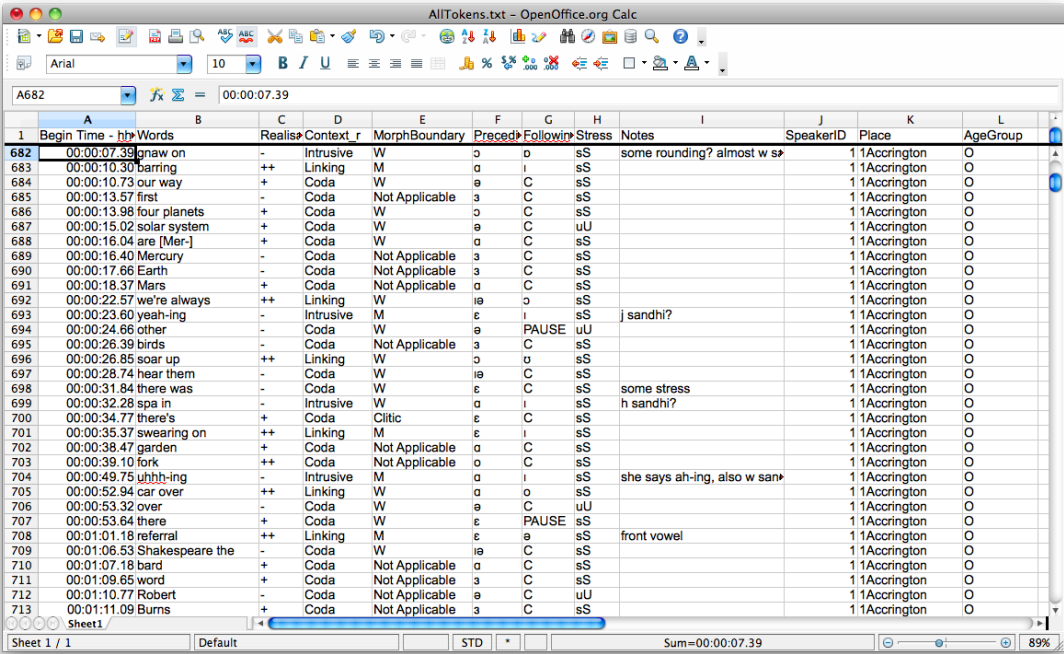 AllTokens.txt - OpenOffice.org Calc
Arial 10 B I U
A682 00:00:07.39
A B C D E F G H I J K L
1 Begin Time - hh Words Realisa Context_r MorphBoundary Precedi Followin Stress Notes SpeakerID Place AgeGroup
682 00:00:07.39 gnaw on - Intrusive W ɔ ɒ sS some rounding? almost w sa 1 1Accrington O
683 00:00:10.30 barring ++ Linking M ɑ ɪ sS 1 1Accrington O
684 00:00:10.73 our way + Coda W ə C sS 1 1Accrington O
685 00:00:13.57 first - Coda Not Applicable ɜ C sS 1 1Accrington O
686 00:00:13.98 four planets + Coda W ɔ C sS 1 1Accrington O
687 00:00:15.02 solar system + Coda W ə C uU 1 1Accrington O
688 00:00:16.04 are [Mer-] + Coda W ɑ C sS 1 1Accrington O
689 00:00:16.40 Mercury - Coda Not Applicable ɜ C sS 1 1Accrington O
690 00:00:17.66 Earth - Coda Not Applicable ɜ C sS 1 1Accrington O
691 00:00:18.37 Mars + Coda Not Applicable ɑ C sS 1 1Accrington O
692 00:00:22.57 we're always ++ Linking W ɪə ɔ sS 1 1Accrington O
693 00:00:23.60 yeah-ing - Intrusive M ɛ ɪ sS j sandhi? 1 1Accrington O
694 00:00:24.66 other - Coda W ə PAUSE uU 1 1Accrington O
695 00:00:26.39 birds - Coda Not Applicable ɜ C sS 1 1Accrington O
696 00:00:26.85 soar up ++ Linking W ɔ ʊ sS 1 1Accrington O
697 00:00:28.74 hear them - Coda W ɪə C sS 1 1Accrington O
698 00:00:31.84 there was - Coda W ɛ C sS some stress 1 1Accrington O
699 00:00:32.28 spa in - Intrusive W ɑ ɪ sS h sandhi? 1 1Accrington O
700 00:00:34.77 there's + Coda Clitic ɛ C sS 1 1Accrington O
701 00:00:35.37 swearing on ++ Linking M ɛ ɪ sS 1 1Accrington O
702 00:00:38.47 garden + Coda Not Applicable ɑ C sS 1 1Accrington O
703 00:00:39.10 fork ++ Coda Not Applicable o C sS 1 1Accrington O
704 00:00:49.75 uhhh-ing - Intrusive M ɑ ɪ sS she says ah-ing, also w san 1 1Accrington O
705 00:00:52.94 car over ++ Linking W ɑ o sS 1 1Accrington O
706 00:00:53.32 over - Coda W ə C uU 1 1Accrington O
707 00:00:53.64 there + Coda W ɛ PAUSE sS 1 1Accrington O
708 00:01:01.18 referral ++ Linking M ɛ ə sS front vowel 1 1Accrington O
709 00:01:06.53 Shakespeare the - Coda W ɪə C sS 1 1Accrington O
710 00:01:07.18 bard + Coda Not Applicable ɑ C sS 1 1Accrington O
711 00:01:09.65 word + Coda Not Applicable ɜ C sS 1 1Accrington O
712 00:01:10.77 Robert - Coda Not Applicable ə C uU 1 1Accrington O
713 00:01:11.09 Burns + Coda Not Applicable ɜ C sS 1 1Accrington O
Sheet1
Sheet 1 / 1 Default STD * Sum=00:00:07.39 89%